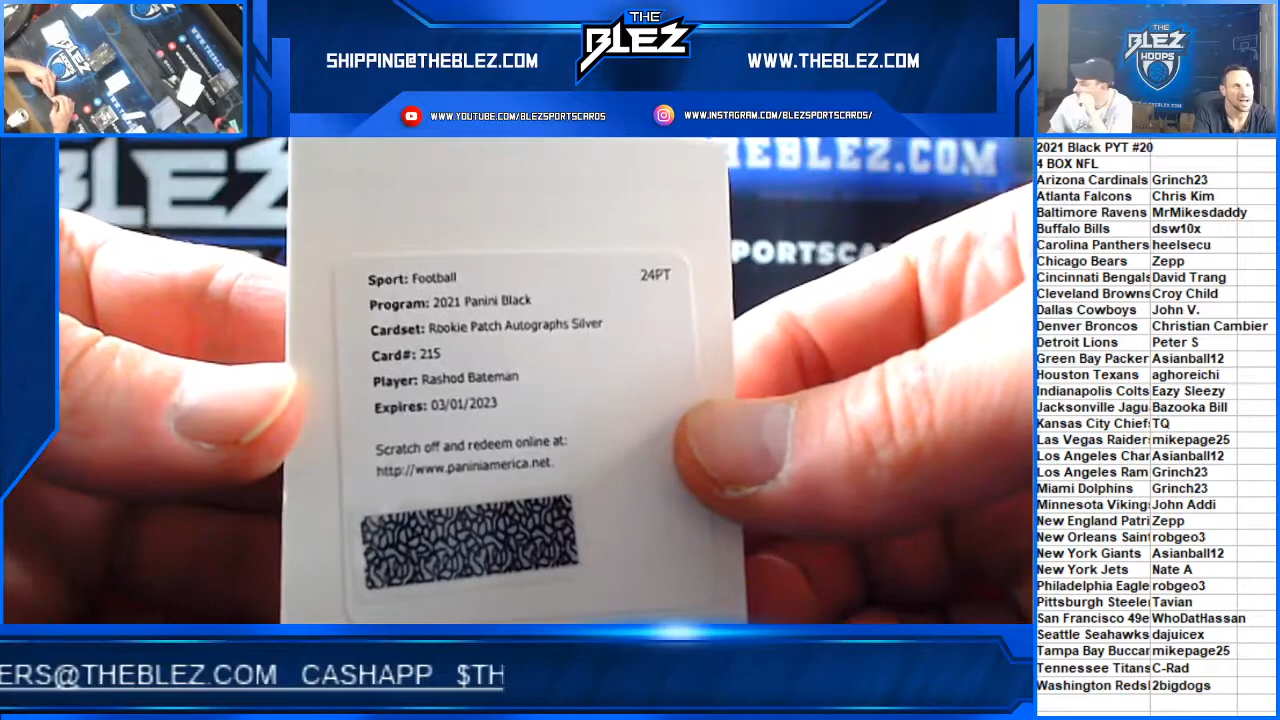 THE
BLEZ
SHIPPING@THEBLEZ.COM
WWW.THEBLEZ.COM
WWW.YOUTUBE.COM/BLEZSPORTSCARDS
WWW.INSTAGRAM.COM/BLEZSPORTSCARDS/
THE
BLEZ
HOOPS
BLEZ
THEBLEZ.COM
SPORTSCA
Sport: Football
24PT
Program: 2021 Panini Black
Cardset: Rookie Patch Autographs Silver
Card#: 215
Player: Rashod Bateman
Expires: 03/01/2023
Scratch off and redeem online at:
http://www.paniniamerica.net.
ERS@THEBLEZ.COM CASHAPP $TH
2021 Black PYT #20
4 BOX NFL
Arizona Cardinals Grinch23
Atlanta Falcons Chris Kim
Baltimore Ravens MrMikesdaddy
Buffalo Bills dsw10x
Carolina Panthers heelsecu
Chicago Bears Zepp
Cincinnati Bengals David Trang
Cleveland Browns Croy Child
Dallas Cowboys John V.
Denver Broncos Christian Cambier
Detroit Lions Peter S
Green Bay Packer Asianball12
Houston Texans aghoreichi
Indianapolis Colts Eazy Sleezy
Jacksonville Jagu Bazooka Bill
Kansas City Chiefs TQ
Las Vegas Raiders mikepage25
Los Angeles Char Asianball12
Los Angeles Ram Grinch23
Miami Dolphins Grinch23
Minnesota Viking John Addi
New England Patri Zepp
New Orleans Saint robgeo3
New York Giants Asianball12
New York Jets Nate A
Philadelphia Eagle robgeo3
Pittsburgh Steeler Tavian
San Francisco 49e WhoDatHassan
Seattle Seahawks dajuicex
Tampa Bay Buccan mikepage25
Tennessee Titans C-Rad
Washington Reds 2bigdogs